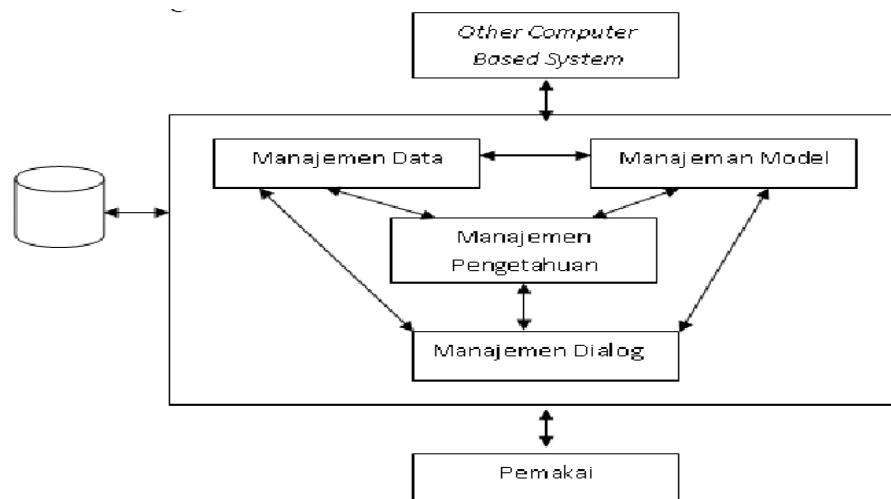 Other Computer
Based System
Manajemen Data
Manajeman Model
Manajemen
Pengetahuan
Manajemen Dialog
Pemakai